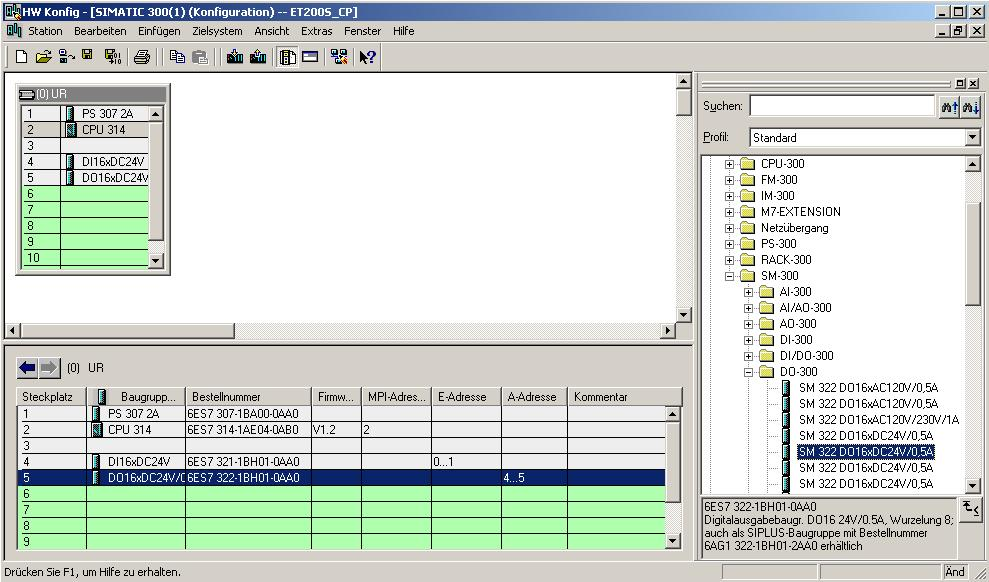 HW Konfig - [SIMATIC 300(1) (Konfiguration) -- ET200S_CP]
Station Bearbeiten Einfügen Zielsystem Ansicht Extras Fenster Hilfe
(0) UR
1 PS 307 2A
2 CPU 314
3
4 DI16xDC24V
5 DO16xDC24V
6
7
8
9
10
Suchen:
Profil: Standard
CPU-300
FM-300
IM-300
M7-EXTENSION
Netzübergang
PS-300
RACK-300
SM-300
AI-300
AI/AO-300
AO-300
DI-300
DI/DO-300
DO-300
SM 322 DO16xAC120V/0,5A
SM 322 DO16xAC120V/0,5A
SM 322 DO16xAC120V/230V/1A
SM 322 DO16xDC24V/0,5A
SM 322 DO16xDC24V/0,5A
SM 322 DO16xDC24V/0,5A
SM 322 DO16xDC24V/0,5A
(0) UR
Steckplatz Baugrupp... Bestellnummer Firmw... MPI-Adres... E-Adresse A-Adresse Kommentar
1 PS 307 2A 6ES7 307-1BA00-0AA0
2 CPU 314 6ES7 314-1AE04-0AB0 V1.2 2
3
4 DI16xDC24V 6ES7 321-1BH01-0AA0 0...1
5 DO16xDC24V/0 6ES7 322-1BH01-0AA0 4...5
6
7
8
9
6ES7 322-1BH01-0AA0
Digitalausgabebaugr. DO16 24V/0.5A, Wurzelung 8;
auch als SIPLUS-Baugruppe mit Bestellnummer
6AG1 322-1BH01-2AA0 erhältlich
Drücken Sie F1, um Hilfe zu erhalten.
Änd